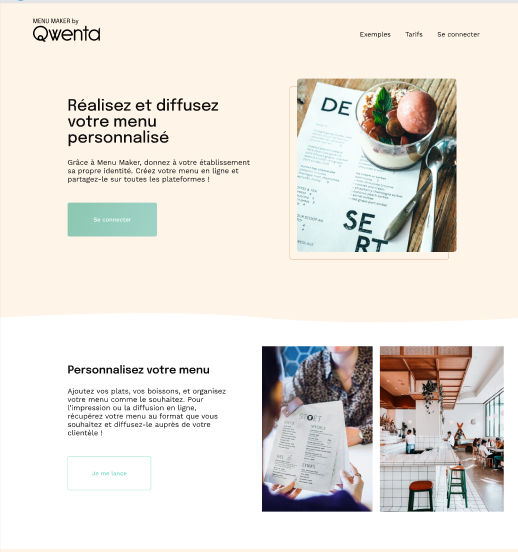 MENU MAKER by
Qwenta
Exemples Tarifs Se connecter
Réalisez et diffusez
votre menu
personnalisé
Grâce à Menu Maker, donnez à votre établissement
sa propre identité. Créez votre menu en ligne et
partagez-le sur toutes les plateformes !
Se connecter
DE
SE
RT
Personnalisez votre menu
Ajoutez vos plats, vos boissons, et organisez
votre menu comme le souhaitez. Pour
l'impression ou la diffusion en ligne,
récupérez votre menu au format que vous
souhaitez et diffusez-le auprès de votre
clientèle !
Je me lance
START